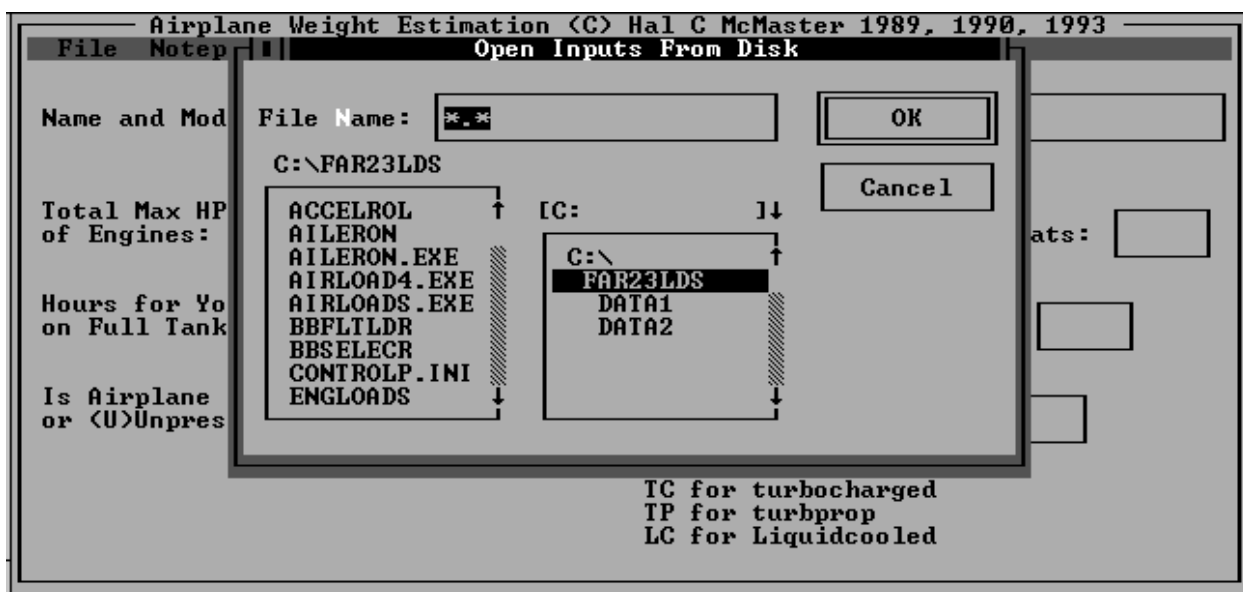 Airplane Weight Estimation (C) Hal C McMaster 1989, 1990, 1993
File Notep
Open Inputs From Disk
Name and Mod
File Name: *.*
OK
C:\FAR23LDS
Cancel
Total Max HP
of Engines:
ats:
ACCELROL
AILERON
AILERON.EXE
AIRLOAD4.EXE
AIRLOADS.EXE
BBFLTLDR
BBSELECR
CONTROLP.INI
ENGLOADS
[C: ]↓
C:\
FAR23LDS
DATA1
DATA2
Hours for Yo
on Full Tank
Is Airplane
or (U)Unpres
TC for turbocharged
TP for turbprop
LC for Liquidcooled